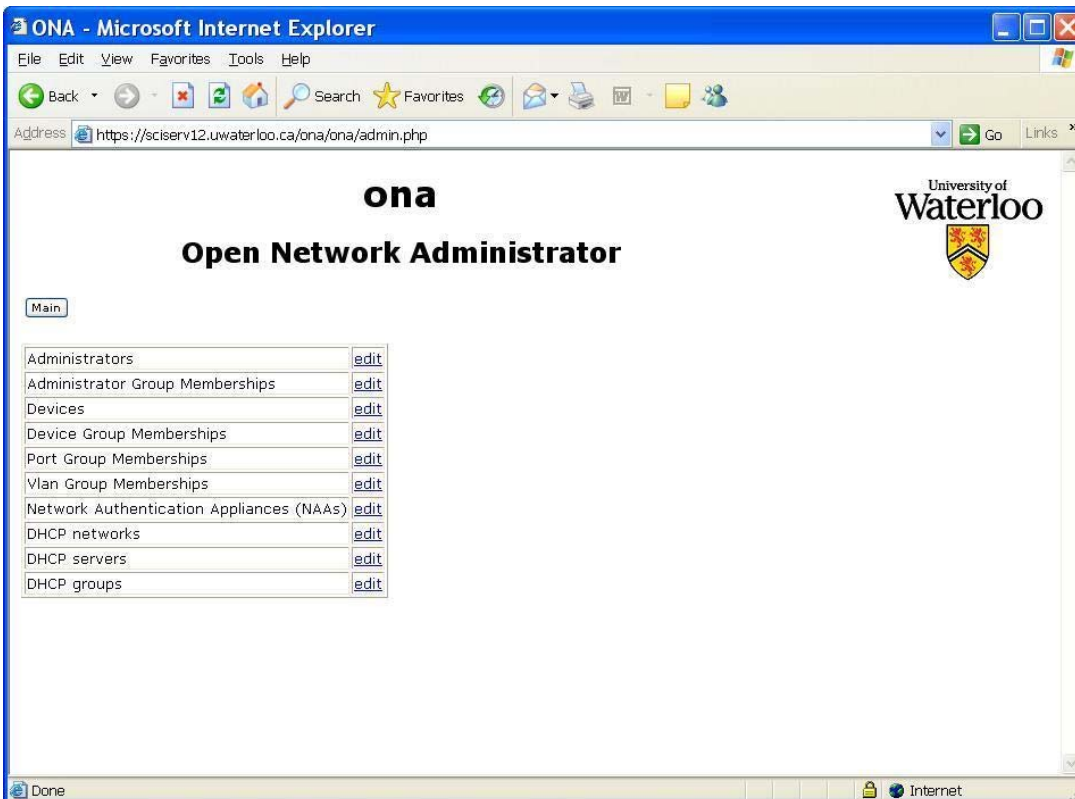 ONA - Microsoft Internet Explorer
File Edit View Favorites Tools Help
Back Search Favorites W
Address https://sciserv12.uwaterloo.ca/ona/ona/admin.php Go Links »
ona
University of
Waterloo
Open Network Administrator
Main
Administrators edit
Administrator Group Memberships edit
Devices edit
Device Group Memberships edit
Port Group Memberships edit
Vlan Group Memberships edit
Network Authentication Appliances (NAAs) edit
DHCP networks edit
DHCP servers edit
DHCP groups edit
Done Internet